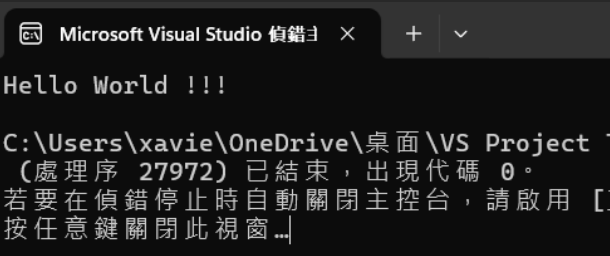 Microsoft Visual Studio 偵錯主
Hello World !!!
C:\Users\xavie\OneDrive\桌面\VS Project
(處理序 27972) 已結束，出現代碼 0。
若要在偵錯停止時自動關閉主控台，請啟用 [
按任意鍵關閉此視窗…